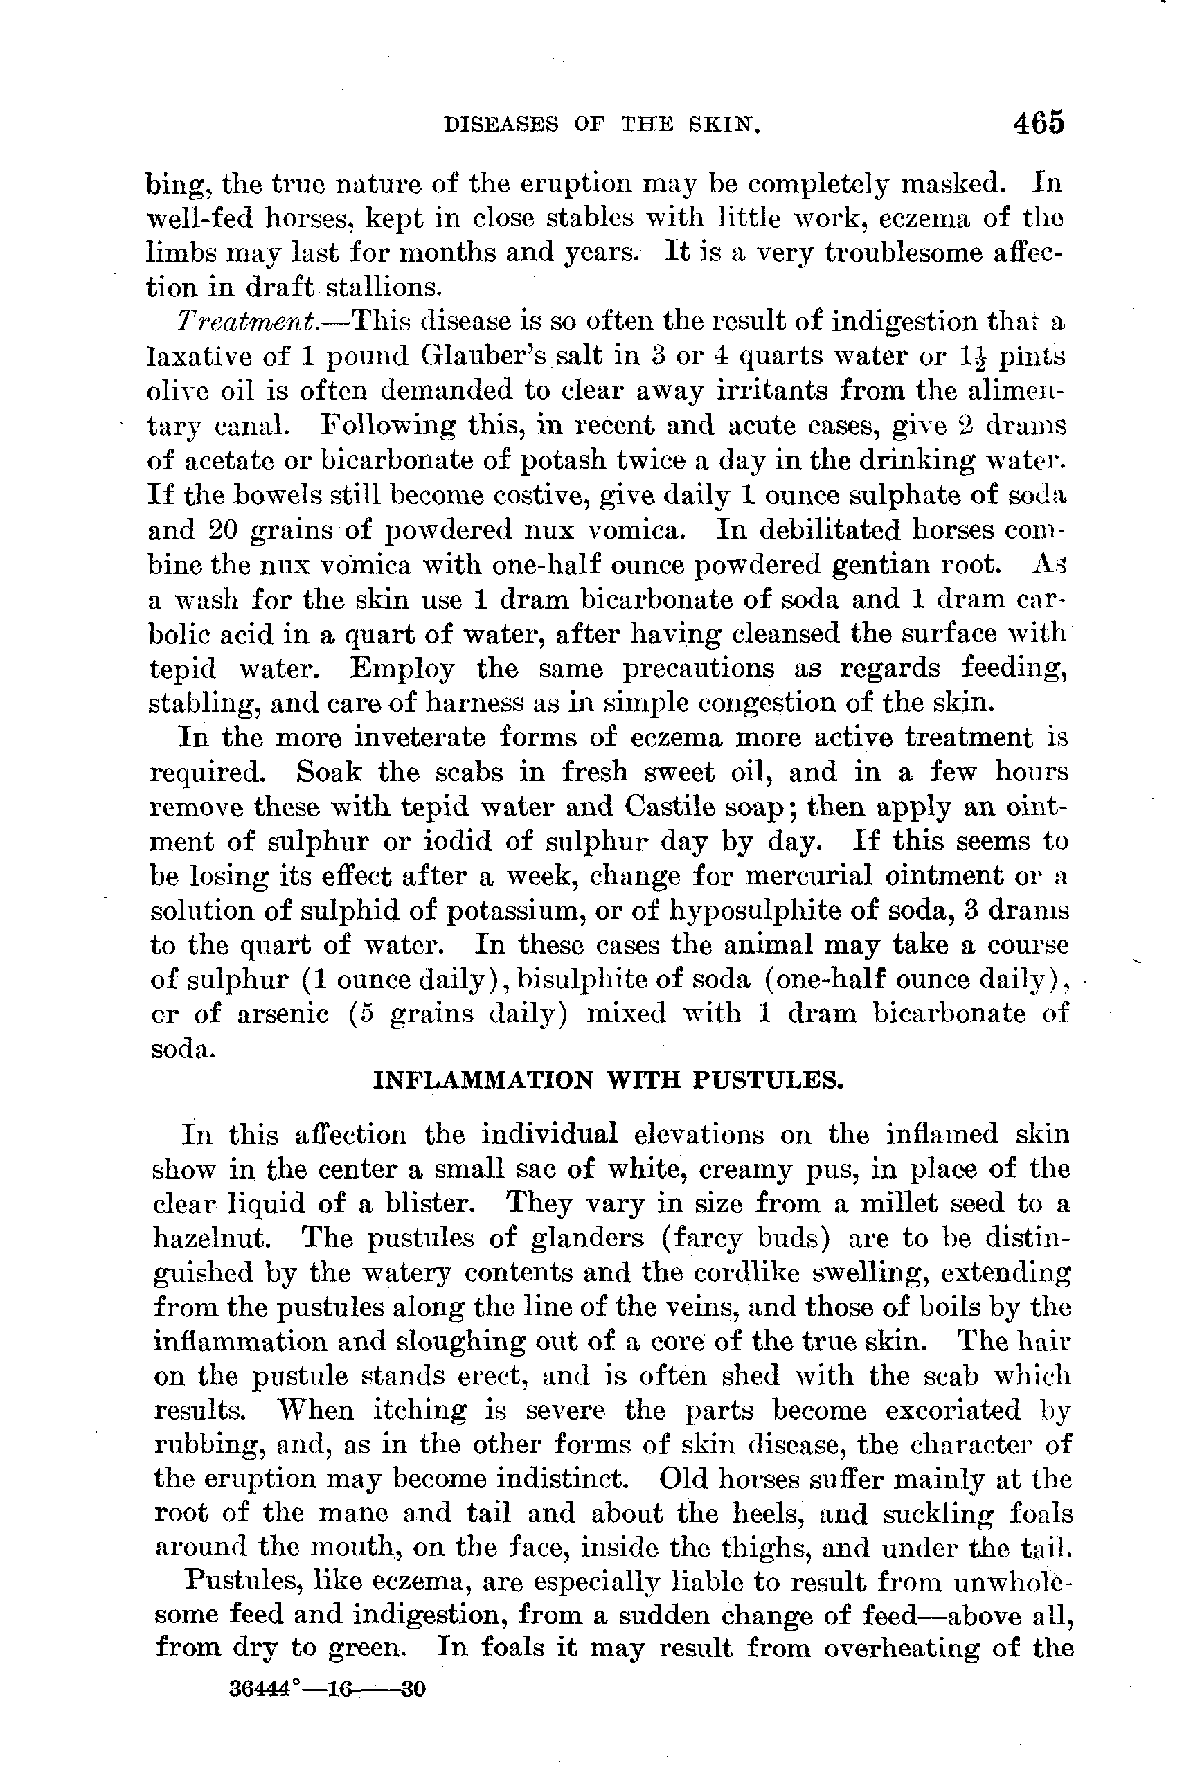 DISEASES OF THE SKIN. 465
bing, the true nature of the eruption may be completely masked. In
well-fed horses, kept in close stables with little work, eczema of the
limbs may last for months and years. It is a very troublesome affec-
tion in draft stallions.
Treatment.—This disease is so often the result of indigestion that a
laxative of 1 pound Glauber's salt in 3 or 4 quarts water or 1½ pints
olive oil is often demanded to clear away irritants from the alimen-
tary canal. Following this, in recent and acute cases, give 2 drams
of acetate or bicarbonate of potash twice a day in the drinking water.
If the bowels still become costive, give daily 1 ounce sulphate of soda
and 20 grains of powdered nux vomica. In debilitated horses com-
bine the nux vomica with one-half ounce powdered gentian root. As
a wash for the skin use 1 dram bicarbonate of soda and 1 dram car-
bolic acid in a quart of water, after having cleansed the surface with
tepid water. Employ the same precautions as regards feeding,
stabling, and care of harness as in simple congestion of the skin.
In the more inveterate forms of eczema more active treatment is
required. Soak the scabs in fresh sweet oil, and in a few hours
remove these with tepid water and Castile soap; then apply an oint-
ment of sulphur or iodid of sulphur day by day. If this seems to
be losing its effect after a week, change for mercurial ointment or a
solution of sulphid of potassium, or of hyposulphite of soda, 3 drams
to the quart of water. In these cases the animal may take a course
of sulphur (1 ounce daily), bisulphite of soda (one-half ounce daily),
or of arsenic (5 grains daily) mixed with 1 dram bicarbonate of
soda.
INFLAMMATION WITH PUSTULES.
In this affection the individual elevations on the inflamed skin
show in the center a small sac of white, creamy pus, in place of the
clear liquid of a blister. They vary in size from a millet seed to a
hazelnut. The pustules of glanders (farcy buds) are to be distin-
guished by the watery contents and the cordlike swelling, extending
from the pustules along the line of the veins, and those of boils by the
inflammation and sloughing out of a core of the true skin. The hair
on the pustule stands erect, and is often shed with the scab which
results. When itching is severe the parts become excoriated by
rubbing, and, as in the other forms of skin disease, the character of
the eruption may become indistinct. Old horses suffer mainly at the
root of the mane and tail and about the heels, and suckling foals
around the mouth, on the face, inside the thighs, and under the tail.
Pustules, like eczema, are especially liable to result from unwhole-
some feed and indigestion, from a sudden change of feed—above all,
from dry to green. In foals it may result from overheating of the
36444°—16——30